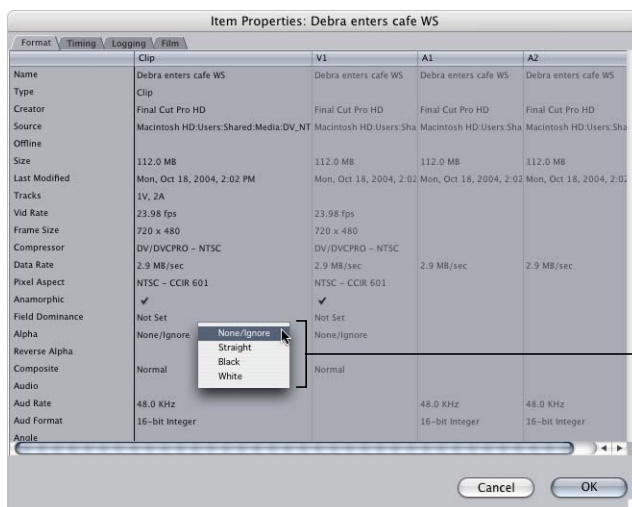 Item Properties: Debra enters cafe WS
Format Timing Logging Film
Clip V1 A1 A2
Name Debra enters cafe WS Debra enters cafe WS Debra enters cafe WS Debra enters cafe WS
Type Clip
Creator Final Cut Pro HD Final Cut Pro HD Final Cut Pro HD Final Cut Pro HD
Source Macintosh HD:Users:Shared:Media:DV_NT Macintosh HD:Users:Sha Macintosh HD:Users:Sha Macintosh HD:Users:Sha
Offline
Size 112.0 MB 112.0 MB 112.0 MB 112.0 MB
Last Modified Mon, Oct 18, 2004, 2:02 PM Mon, Oct 18, 2004, 2:02 Mon, Oct 18, 2004, 2:02 Mon, Oct 18, 2004, 2:02
Tracks 1V, 2A
Vid Rate 23.98 fps 23.98 fps
Frame Size 720 x 480 720 x 480
Compressor DV/DVCPRO – NTSC DV/DVCPRO – NTSC
Data Rate 2.9 MB/sec 2.9 MB/sec 2.9 MB/sec 2.9 MB/sec
Pixel Aspect NTSC – CCIR 601 NTSC – CCIR 601
Anamorphic ✓ ✓
Field Dominance Not Set Not Set
Alpha None/Ignore None/Ignore None/Ignore
Straight
Reverse Alpha
Black
Composite Normal Normal
White
Audio
Aud Rate 48.0 KHz 48.0 KHz 48.0 KHz
Aud Format 16-bit Integer 16-bit Integer 16-bit Integer
Angle
Cancel OK